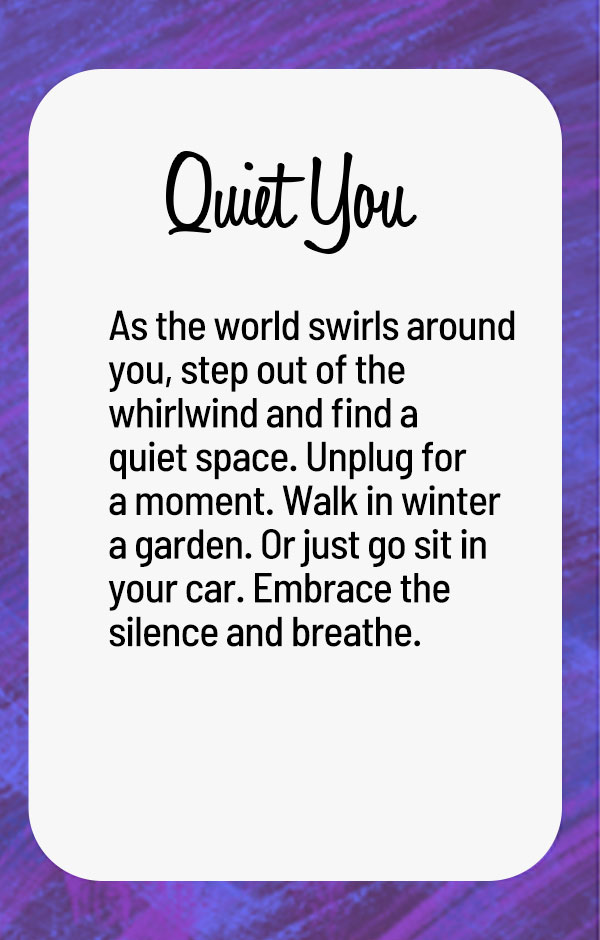 Quiet You
As the world swirls around
you, step out of the
whirlwind and find a
quiet space. Unplug for
a moment. Walk in winter
a garden. Or just go sit in
your car. Embrace the
silence and breathe.